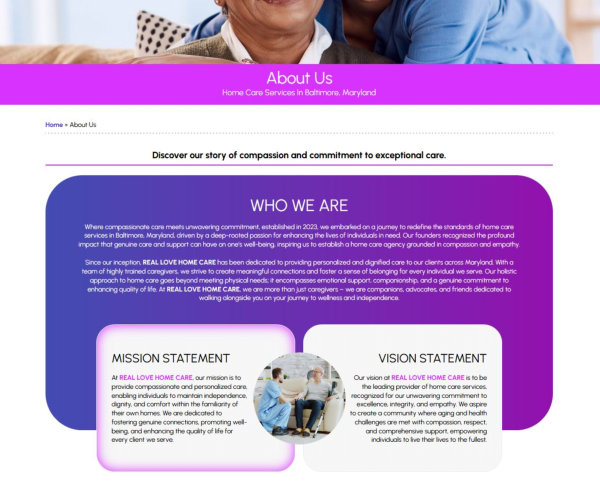 About Us
Home Care Services in Baltimore, Maryland
Home » About Us
Discover our story of compassion and commitment to exceptional care.
WHO WE ARE
Where compassionate care meets unwavering commitment, established in 2023, we embarked on a journey to redefine the standards of home care
services in Baltimore, Maryland, driven by a deep-rooted passion for enhancing the lives of individuals in need. Our founders recognized the profound
impact that genuine care and support can have on one's well-being, inspiring us to establish a home care agency grounded in compassion and empathy.
Since our inception, REAL LOVE HOME CARE has been dedicated to providing personalized and dignified care to our clients across Maryland. With a
team of highly trained caregivers, we strive to create meaningful connections and foster a sense of belonging for every individual we serve. Our holistic
approach to home care goes beyond meeting physical needs; it encompasses emotional support, companionship, and a genuine commitment to
enhancing quality of life. At REAL LOVE HOME CARE, we are more than just caregivers – we are companions, advocates, and friends dedicated to
walking alongside you on your journey to wellness and independence.
MISSION STATEMENT
At REAL LOVE HOME CARE, our mission is to
provide compassionate and personalized care,
enabling individuals to maintain independence,
dignity, and comfort within the familiarity of
their own homes. We are dedicated to
fostering genuine connections, promoting well-
being, and enhancing the quality of life for
every client we serve.
VISION STATEMENT
Our vision at REAL LOVE HOME CARE is to be
the leading provider of home care services,
recognized for our unwavering commitment to
excellence, integrity, and empathy. We aspire
to create a community where aging and health
challenges are met with compassion, respect,
and comprehensive support, empowering
individuals to live their lives to the fullest.